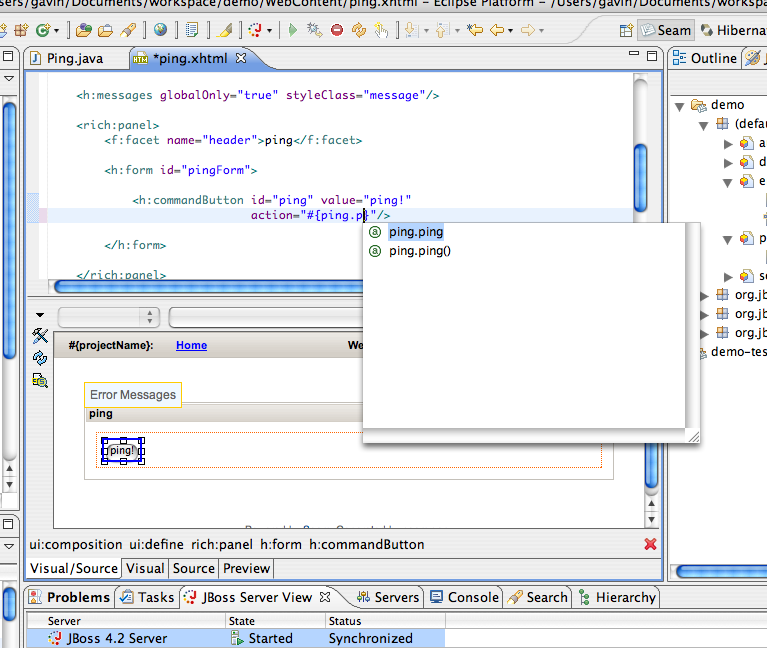 sers/gavin/Documents/workspace/demo/WebContent/ping.xhtml - Eclipse Platform - /Users/gavin/Documents/worksp
Seam Hiberna
Ping.java *ping.xhtml Outline
<h:messages globalOnly="true" styleClass="message"/>
<rich:panel>
<f:facet name="header">ping</f:facet>
<h:form id="pingForm">
<h:commandButton id="ping" value="ping!"
action="#{ping.p}"/>
</h:form>
</rich:panel>
ping.ping
ping.ping()
demo
(defau
a
d
e
p
se
org.jb
org.jb
org.jb
demo-tes
#{projectName}: Home We
Error Messages
ping
ping!
ui:composition ui:define rich:panel h:form h:commandButton
Visual/Source Visual Source Preview
Problems Tasks JBoss Server View Servers Console Search Hierarchy
Server State Status
JBoss 4.2 Server Started Synchronized